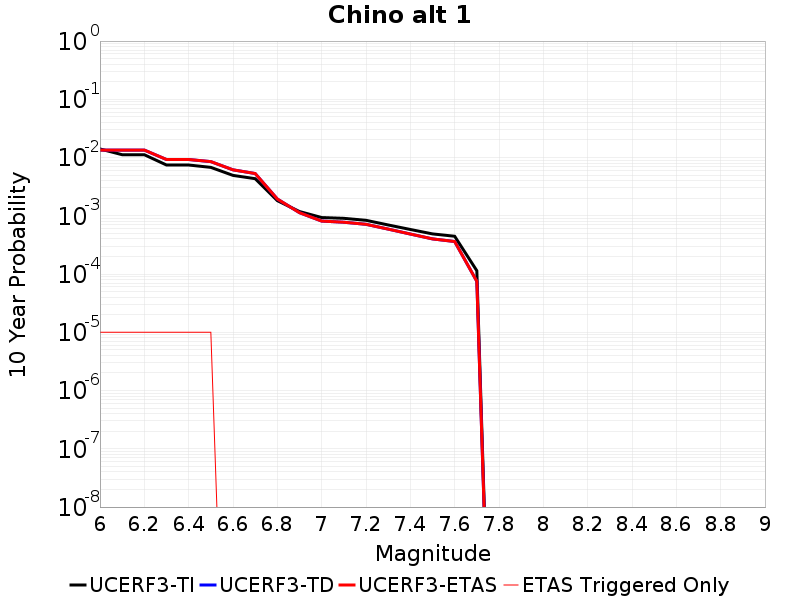 Chino alt 1
10 Year Probability
10^0
10^-1
10^-2
10^-3
10^-4
10^-5
10^-6
10^-7
10^-8
6 6.2 6.4 6.6 6.8 7 7.2 7.4 7.6 7.8 8 8.2 8.4 8.6 8.8 9
Magnitude
UCERF3-TI UCERF3-TD UCERF3-ETAS ETAS Triggered Only